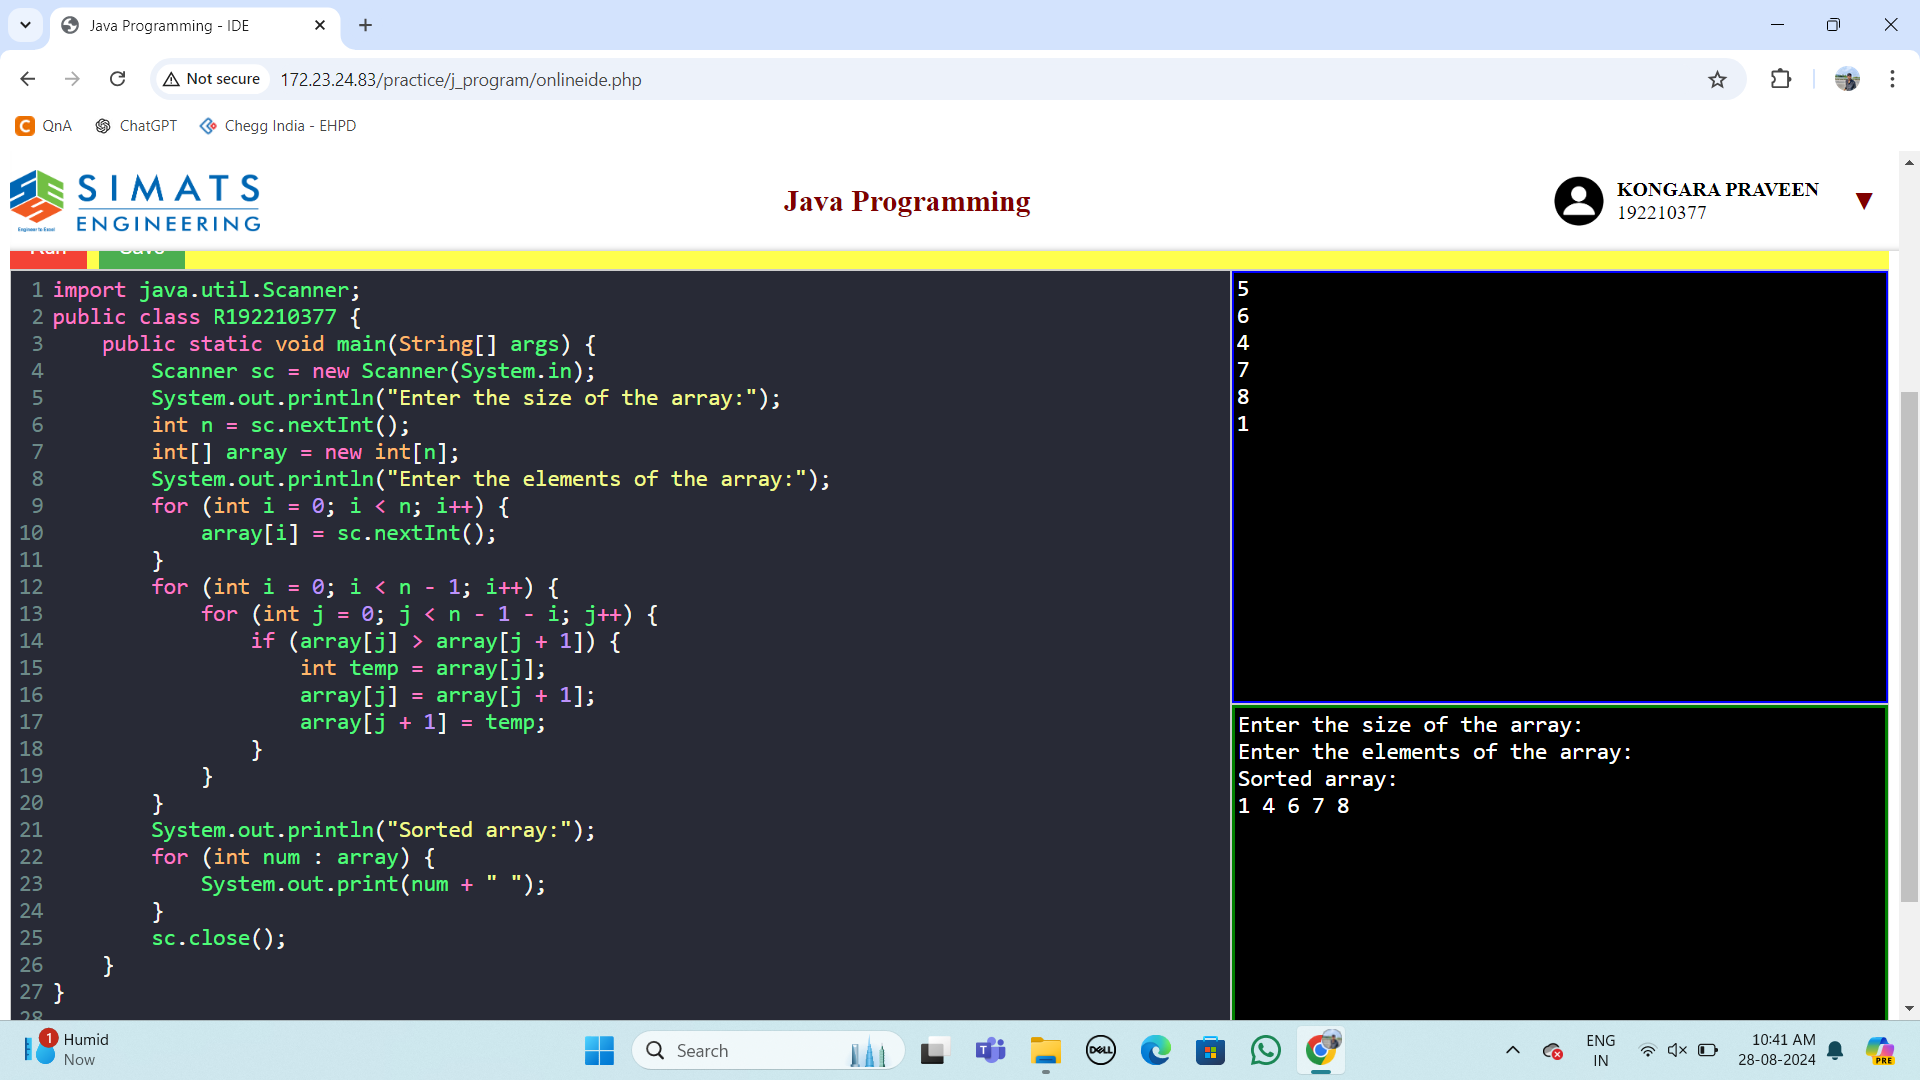 Java Programming - IDE
Not secure
172.23.24.83/practice/j_program/onlineide.php
QnA
ChatGPT
Chegg India - EHPD
SIMATS
ENGINEERING
Engineer to Excel
Java Programming
KONGARA PRAVEEN
192210377
Run
Save
1 import java.util.Scanner;
2 public class R192210377 {
3     public static void main(String[] args) {
4         Scanner sc = new Scanner(System.in);
5         System.out.println("Enter the size of the array:");
6         int n = sc.nextInt();
7         int[] array = new int[n];
8         System.out.println("Enter the elements of the array:");
9         for (int i = 0; i < n; i++) {
10             array[i] = sc.nextInt();
11         }
12         for (int i = 0; i < n - 1; i++) {
13             for (int j = 0; j < n - 1 - i; j++) {
14                 if (array[j] > array[j + 1]) {
15                     int temp = array[j];
16                     array[j] = array[j + 1];
17                     array[j + 1] = temp;
18                 }
19             }
20         }
21         System.out.println("Sorted array:");
22         for (int num : array) {
23             System.out.print(num + " ");
24         }
25         sc.close();
26     }
27 }
28
5
6
4
7
8
1
Enter the size of the array:
Enter the elements of the array:
Sorted array:
1 4 6 7 8
1
Humid
Now
Search
DELL
ENG
IN
10:41 AM
28-08-2024
PRE